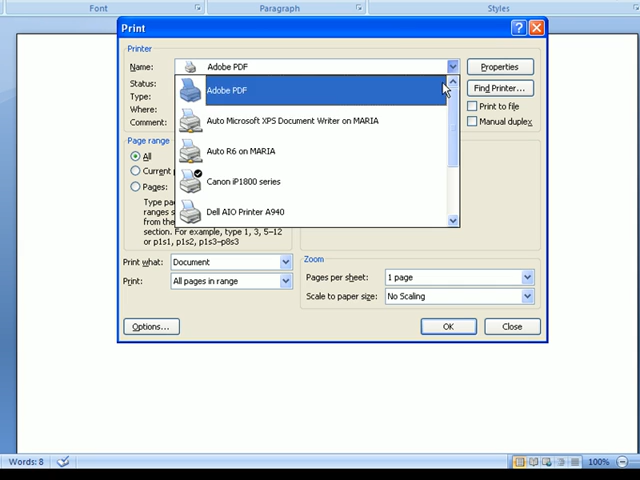 Font Paragraph Styles
Print
Printer
Name: Adobe PDF Properties
Status: Adobe PDF Find Printer...
Type: Print to file
Where: Auto Microsoft XPS Document Writer on MARIA Manual duplex
Comment:
Page range Auto R6 on MARIA
All
Current Canon iP1800 series
Pages:
Type Dell AIO Printer A940
ranges
from the
section. For example, type 1, 3, 5–12
or p1s1, p1s2, p1s3–p8s3
Print what: Document Zoom
Print: All pages in range Pages per sheet: 1 page
Scale to paper size: No Scaling
Options... OK Close
Words: 8 100%